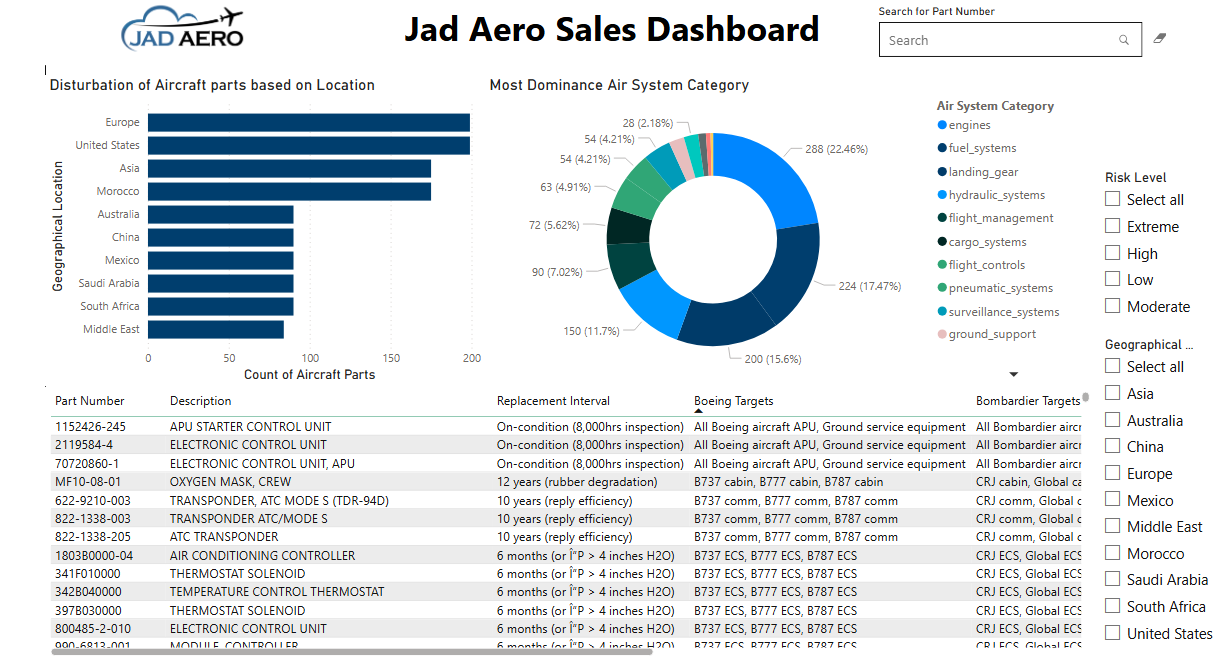 JAD AERO
Jad Aero Sales Dashboard
Search for Part Number
Search
Disturbation of Aircraft parts based on Location
Geographical Location
Europe
United States
Asia
Morocco
Australia
China
Mexico
Saudi Arabia
South Africa
Middle East
0 50 100 150 200
Count of Aircraft Parts
Most Dominance Air System Category
28 (2.18%)
54 (4.21%)
54 (4.21%)
63 (4.91%)
72 (5.62%)
90 (7.02%)
150 (11.7%)
200 (15.6%)
224 (17.47%)
288 (22.46%)
Air System Category
engines
fuel_systems
landing_gear
hydraulic_systems
flight_management
cargo_systems
flight_controls
pneumatic_systems
surveillance_systems
ground_support
Risk Level
Select all
Extreme
High
Low
Moderate
Geographical ...
Select all
Asia
Australia
China
Europe
Mexico
Middle East
Morocco
Saudi Arabia
South Africa
United States
Part Number Description Replacement Interval Boeing Targets Bombardier Targets
1152426-245 APU STARTER CONTROL UNIT On-condition (8,000hrs inspection) All Boeing aircraft APU, Ground service equipment All Bombardier aircr
2119584-4 ELECTRONIC CONTROL UNIT On-condition (8,000hrs inspection) All Boeing aircraft APU, Ground service equipment All Bombardier aircr
70720860-1 ELECTRONIC CONTROL UNIT, APU On-condition (8,000hrs inspection) All Boeing aircraft APU, Ground service equipment All Bombardier aircr
MF10-08-01 OXYGEN MASK, CREW 12 years (rubber degradation) B737 cabin, B777 cabin, B787 cabin CRJ cabin, Global ca
622-9210-003 TRANSPONDER, ATC MODE S (TDR-94D) 10 years (reply efficiency) B737 comm, B777 comm, B787 comm CRJ comm, Global c
822-1338-003 TRANSPONDER ATC/MODE S 10 years (reply efficiency) B737 comm, B777 comm, B787 comm CRJ comm, Global c
822-1338-205 ATC TRANSPONDER 10 years (reply efficiency) B737 comm, B777 comm, B787 comm CRJ comm, Global c
1803B0000-04 AIR CONDITIONING CONTROLLER 6 months (or Î"P > 4 inches H2O) B737 ECS, B777 ECS, B787 ECS CRJ ECS, Global ECS
341F010000 THERMOSTAT SOLENOID 6 months (or Î"P > 4 inches H2O) B737 ECS, B777 ECS, B787 ECS CRJ ECS, Global ECS
342B040000 TEMPERATURE CONTROL THERMOSTAT 6 months (or Î"P > 4 inches H2O) B737 ECS, B777 ECS, B787 ECS CRJ ECS, Global ECS
397B030000 THERMOSTAT SOLENOID 6 months (or Î"P > 4 inches H2O) B737 ECS, B777 ECS, B787 ECS CRJ ECS, Global ECS
800485-2-010 ELECTRONIC CONTROL UNIT 6 months (or Î"P > 4 inches H2O) B737 ECS, B777 ECS, B787 ECS CRJ ECS, Global ECS
990-6813-001 MODULE, CONTROLLER 6 months (or Î"P > 4 inches H2O) B737 ECS, B777 ECS, B787 ECS CRJ ECS, Global ECS